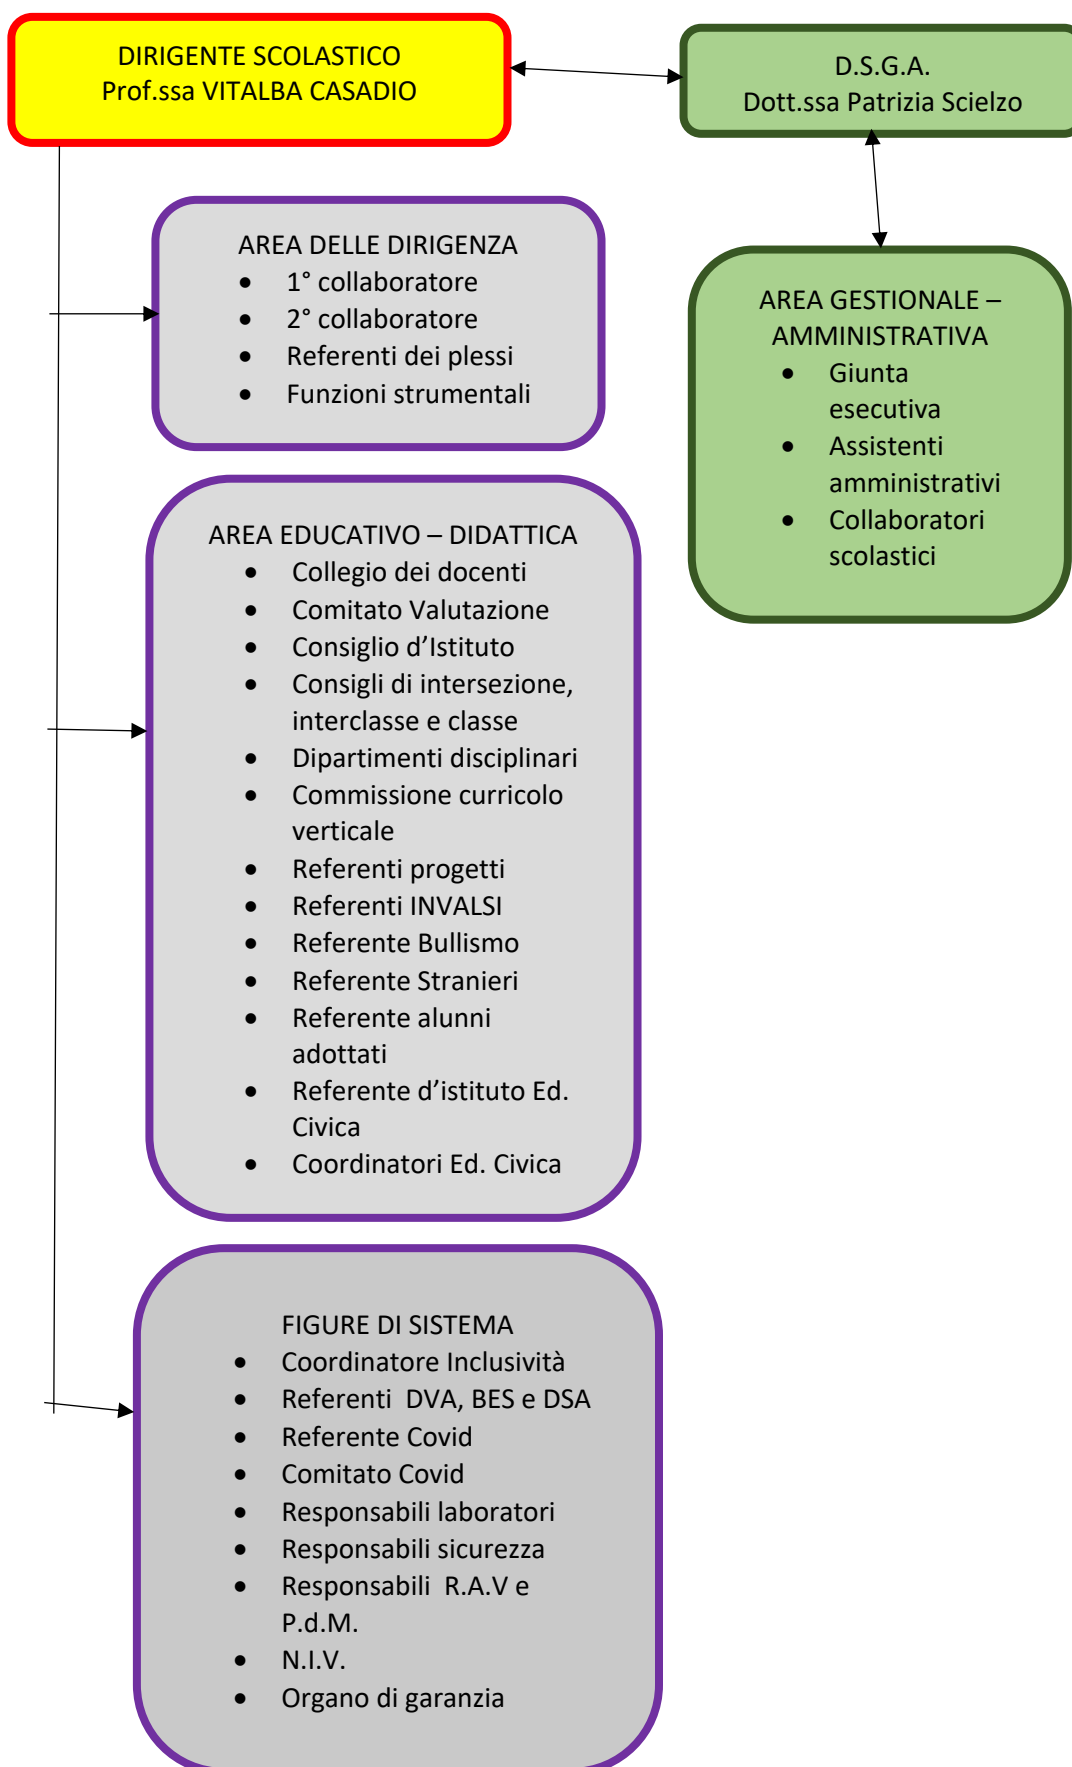 DIRIGENTE SCOLASTICO
Prof.ssa VITALBA CASADIO
D.S.G.A.
Dott.ssa Patrizia Scielzo
AREA DELLE DIRIGENZA
• 1° collaboratore
• 2° collaboratore
• Referenti dei plessi
• Funzioni strumentali
AREA GESTIONALE –
AMMINISTRATIVA
• Giunta
esecutiva
• Assistenti
amministrativi
• Collaboratori
scolastici
AREA EDUCATIVO – DIDATTICA
• Collegio dei docenti
• Comitato Valutazione
• Consiglio d’Istituto
• Consigli di intersezione,
interclasse e classe
• Dipartimenti disciplinari
• Commissione curricolo
verticale
• Referenti progetti
• Referenti INVALSI
• Referente Bullismo
• Referente Stranieri
• Referente alunni
adottati
• Referente d’istituto Ed.
Civica
• Coordinatori Ed. Civica
FIGURE DI SISTEMA
• Coordinatore Inclusività
• Referenti  DVA, BES e DSA
• Referente Covid
• Comitato Covid
• Responsabili laboratori
• Responsabili sicurezza
• Responsabili  R.A.V e
P.d.M.
• N.I.V.
• Organo di garanzia